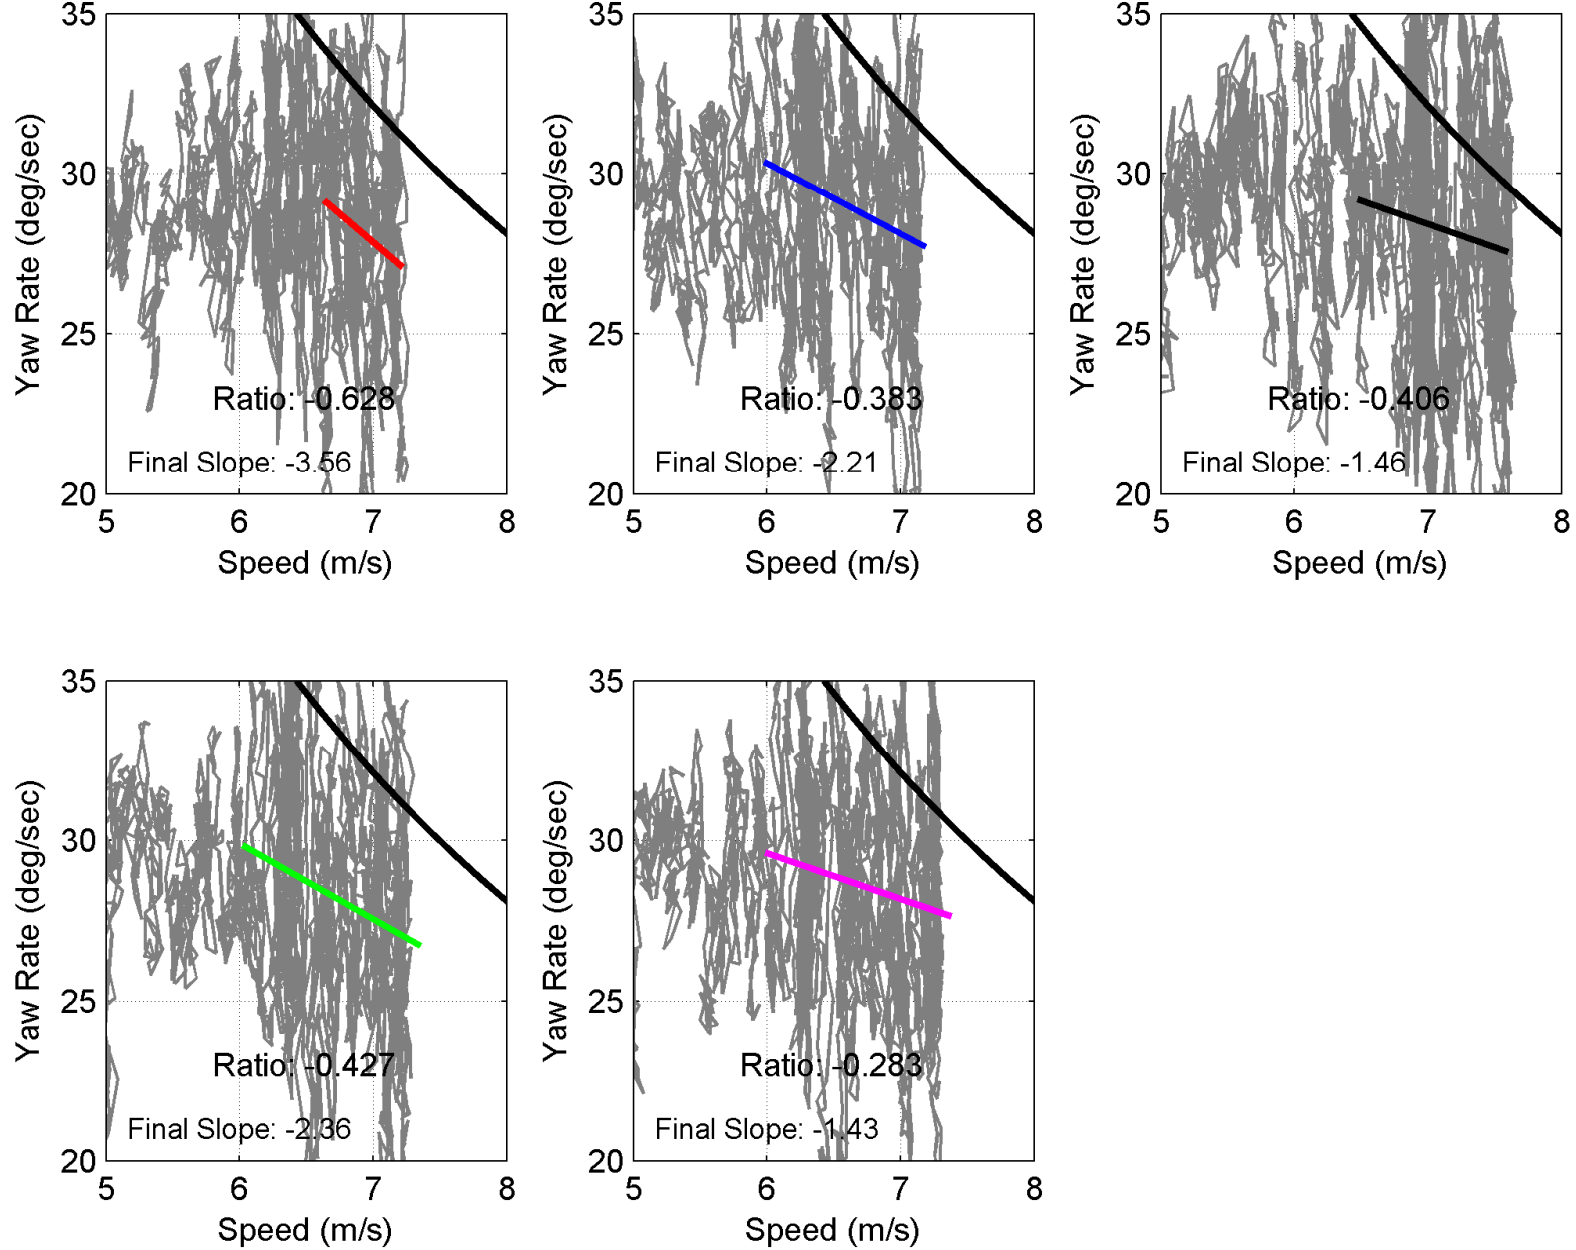 35
30
25
20
Yaw Rate (deg/sec)
Ratio: -0.628
Final Slope: -3.56
5 6 7 8
Speed (m/s)
35
30
25
20
Yaw Rate (deg/sec)
Ratio: -0.383
Final Slope: -2.21
5 6 7 8
Speed (m/s)
35
30
25
20
Yaw Rate (deg/sec)
Ratio: -0.406
Final Slope: -1.46
5 6 7 8
Speed (m/s)
35
30
25
20
Yaw Rate (deg/sec)
Ratio: -0.427
Final Slope: -2.36
5 6 7 8
Speed (m/s)
35
30
25
20
Yaw Rate (deg/sec)
Ratio: -0.283
Final Slope: -1.43
5 6 7 8
Speed (m/s)